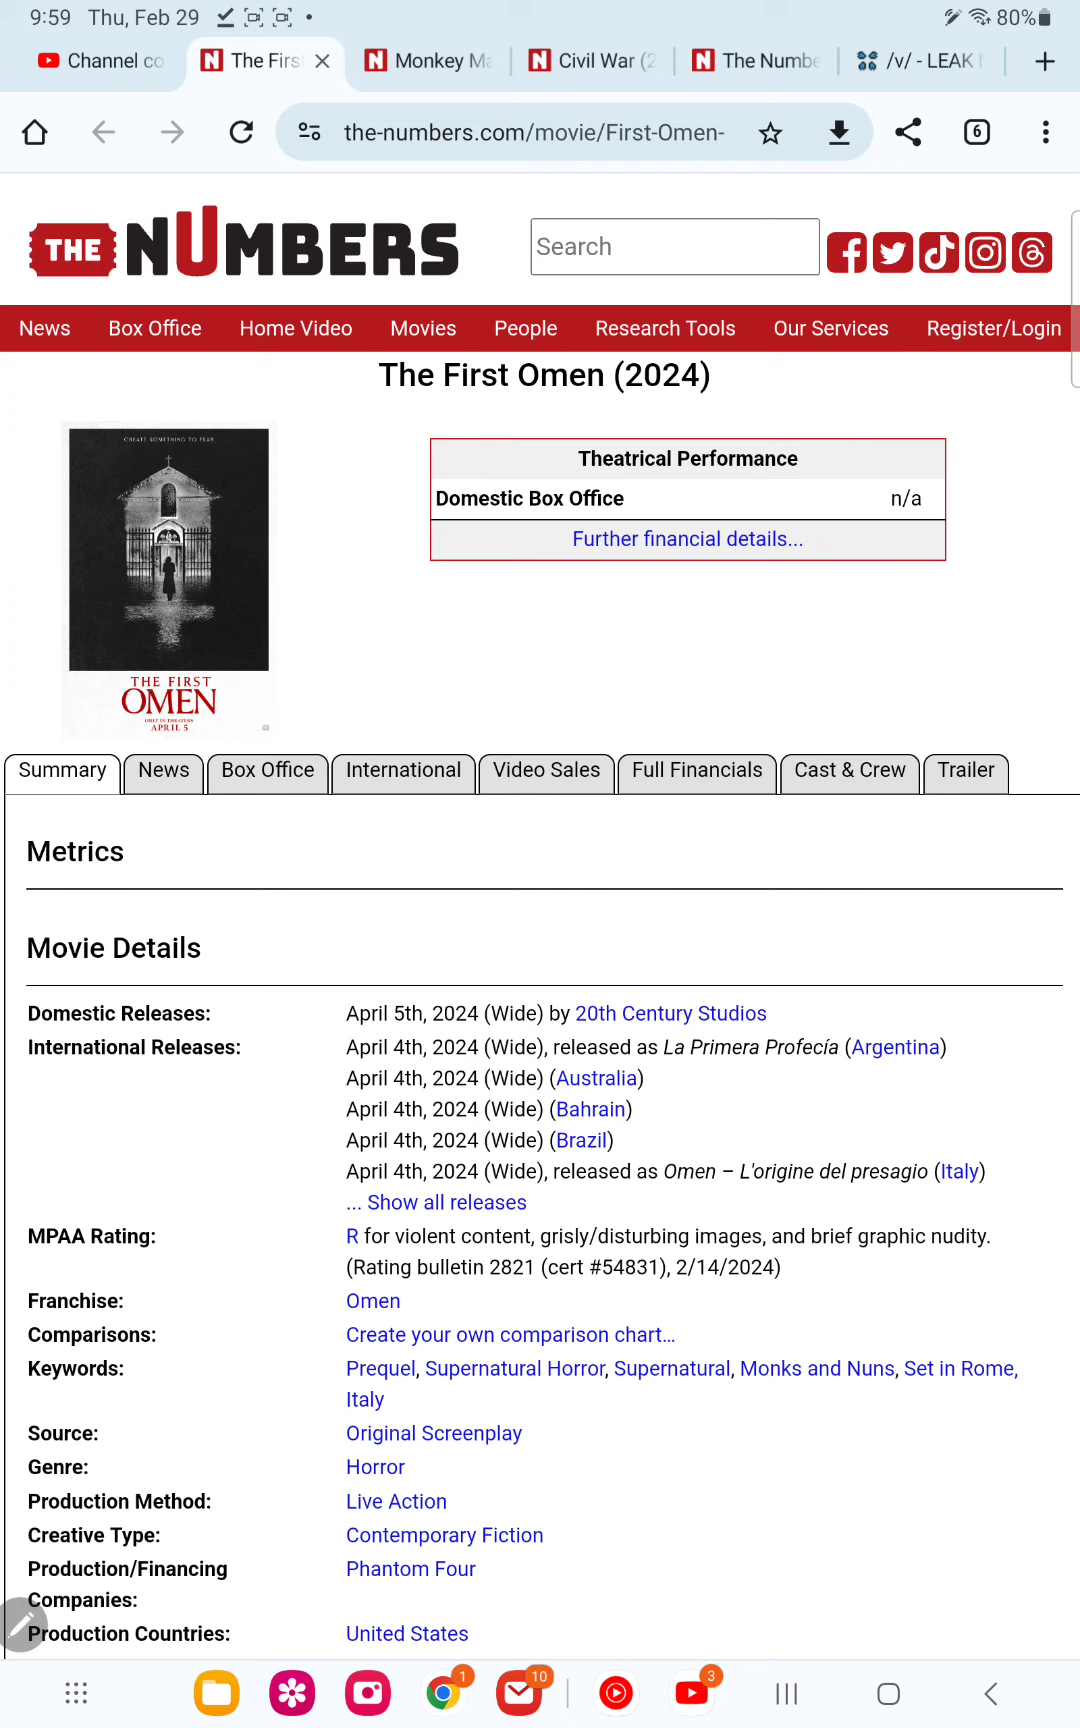 9:59 Thu, Feb 29 80%
Channel co
The Firs
Monkey Ma
Civil War (2
The Numbe
/v/ - LEAK
the-numbers.com/movie/First-Omen-
6
THE NUMBERS
Search
News Box Office Home Video Movies People Research Tools Our Services Register/Login
The First Omen (2024)
CREATE SOMETHING TO FEAR
THE FIRST
OMEN
ONLY IN THEATERS
APRIL 5
Theatrical Performance
Domestic Box Office n/a
Further financial details...
Summary News Box Office International Video Sales Full Financials Cast & Crew Trailer
Metrics
Movie Details
Domestic Releases: April 5th, 2024 (Wide) by 20th Century Studios
International Releases: April 4th, 2024 (Wide), released as La Primera Profecía (Argentina)
April 4th, 2024 (Wide) (Australia)
April 4th, 2024 (Wide) (Bahrain)
April 4th, 2024 (Wide) (Brazil)
April 4th, 2024 (Wide), released as Omen – L'origine del presagio (Italy)
... Show all releases
MPAA Rating: R for violent content, grisly/disturbing images, and brief graphic nudity.
(Rating bulletin 2821 (cert #54831), 2/14/2024)
Franchise: Omen
Comparisons: Create your own comparison chart…
Keywords: Prequel, Supernatural Horror, Supernatural, Monks and Nuns, Set in Rome,
Italy
Source: Original Screenplay
Genre: Horror
Production Method: Live Action
Creative Type: Contemporary Fiction
Production/Financing Phantom Four
Companies:
Production Countries: United States
1 10 3